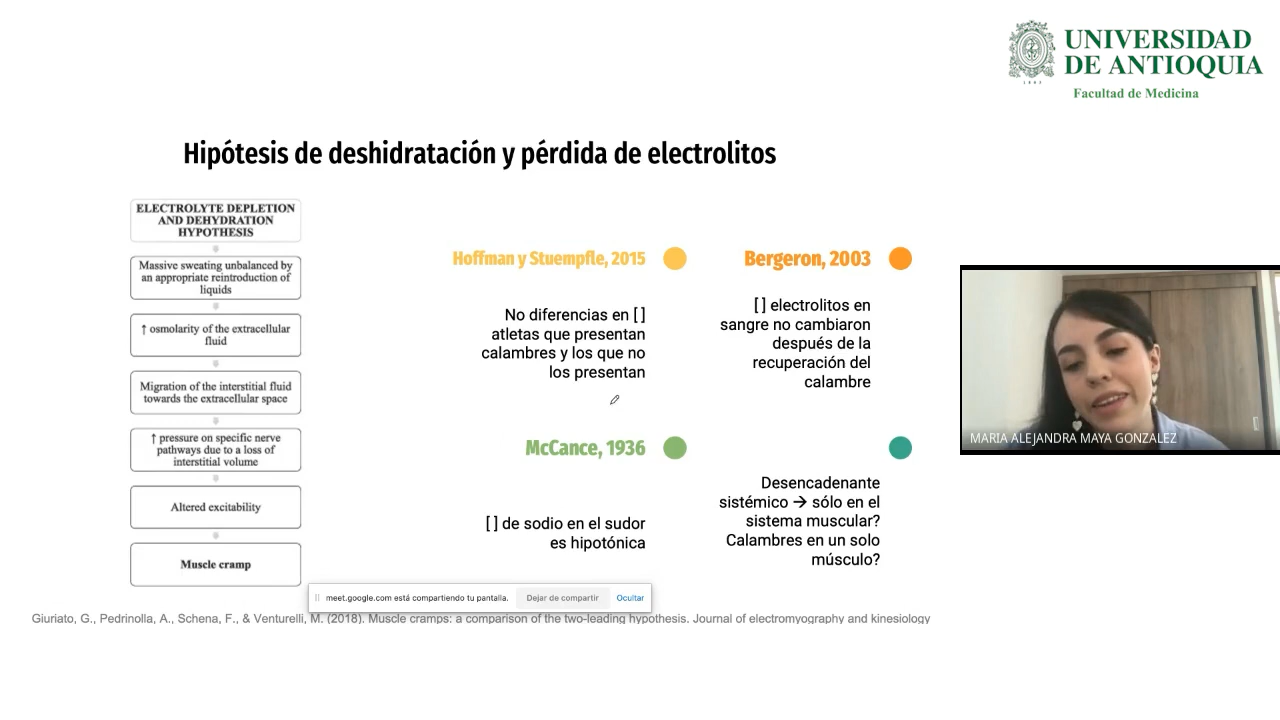 UNIVERSIDAD
DE ANTIOQUIA
1803
Facultad de Medicina
Hipótesis de deshidratación y pérdida de electrolitos
ELECTROLYTE DEPLETION
AND DEHYDRATION
HYPOTHESIS
Massive sweating unbalanced by
an appropriate reintroduction of
liquids
↑ osmolarity of the extracellular
fluid
Migration of the interstitial fluid
towards the extracellular space
↑ pressure on specific nerve
pathways due to a loss of
interstitial volume
Altered excitability
Muscle cramp
Hoffman y Stuempfle, 2015
No diferencias en [ ]
atletas que presentan
calambres y los que no
los presentan
Bergeron, 2003
[ ] electrolitos en
sangre no cambiaron
después de la
recuperación del
calambre
McCance, 1936
[ ] de sodio en el sudor
es hipotónica
Desencadenante
sistémico → sólo en el
sistema muscular?
Calambres en un solo
músculo?
MARIA ALEJANDRA MAYA GONZALEZ
meet.google.com está compartiendo tu pantalla. Dejar de compartir Ocultar
Giuriato, G., Pedrinolla, A., Schena, F., & Venturelli, M. (2018). Muscle cramps: a comparison of the two-leading hypothesis. Journal of electromyography and kinesiology